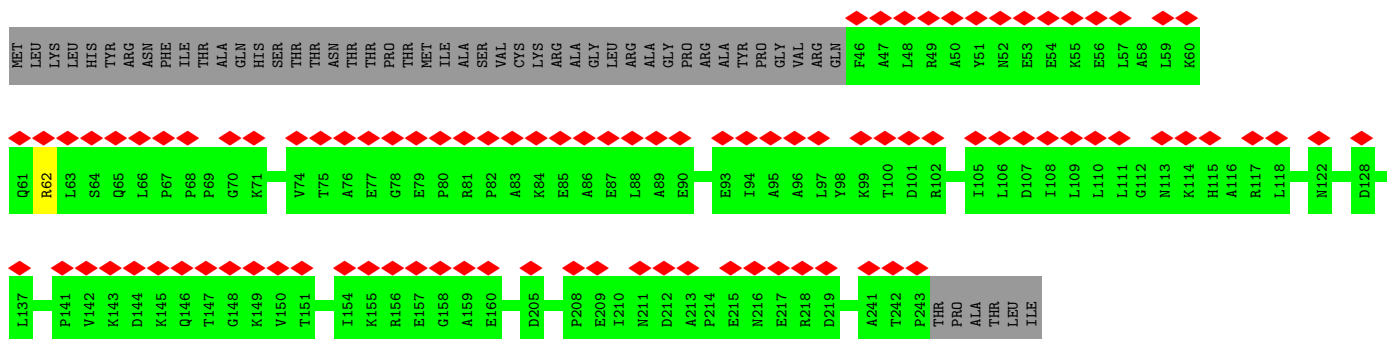 MET LEU LYS LEU HIS TYR ARG ASN PHE ILE THR ALA GLN HIS SER THR THR ASN THR THR PRO THR MET ILE ALA SER VAL CYS LYS ARG ALA GLY LEU ARG ALA GLY PRO ARG ALA TYR PRO GLY VAL ARG GLN F46 A47 L48 R49 A50 Y51 N52 E53 E54 K55 E56 L57 A58 L59 K60
Q61 R62 L63 S64 Q65 L66 P67 P68 P69 G70 K71 V74 T75 A76 E77 G78 E79 P80 R81 P82 A83 K84 E85 A86 E87 L88 A89 E90 E93 I94 A95 A96 L97 Y98 K99 T100 D101 R102 I105 L106 D107 I108 L109 L110 L111 G112 N113 K114 H115 A116 R117 L118 N122 D128
L137 P141 V142 K143 D144 K145 Q146 T147 G148 K149 V150 T151 I154 K155 R156 E157 G158 A159 E160 D205 P208 E209 I210 N211 D212 A213 P214 E215 N216 E217 R218 D219 A241 T242 P243 THR PRO ALA THR LEU ILE